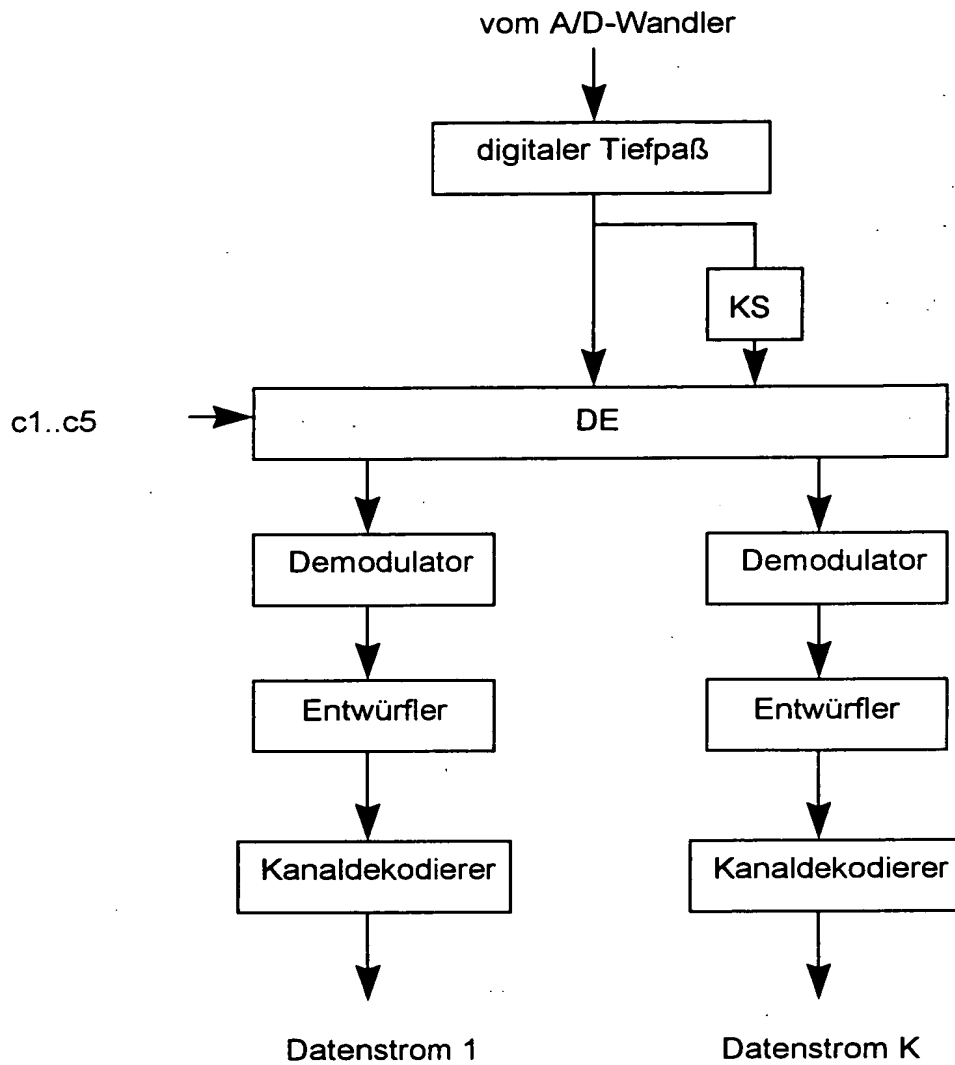 vom A/D-Wandler
digitaler Tiefpaß
KS
c1..c5
DE
Demodulator
Demodulator
Entwürfler
Entwürfler
Kanaldekodierer
Kanaldekodierer
Datenstrom 1
Datenstrom K